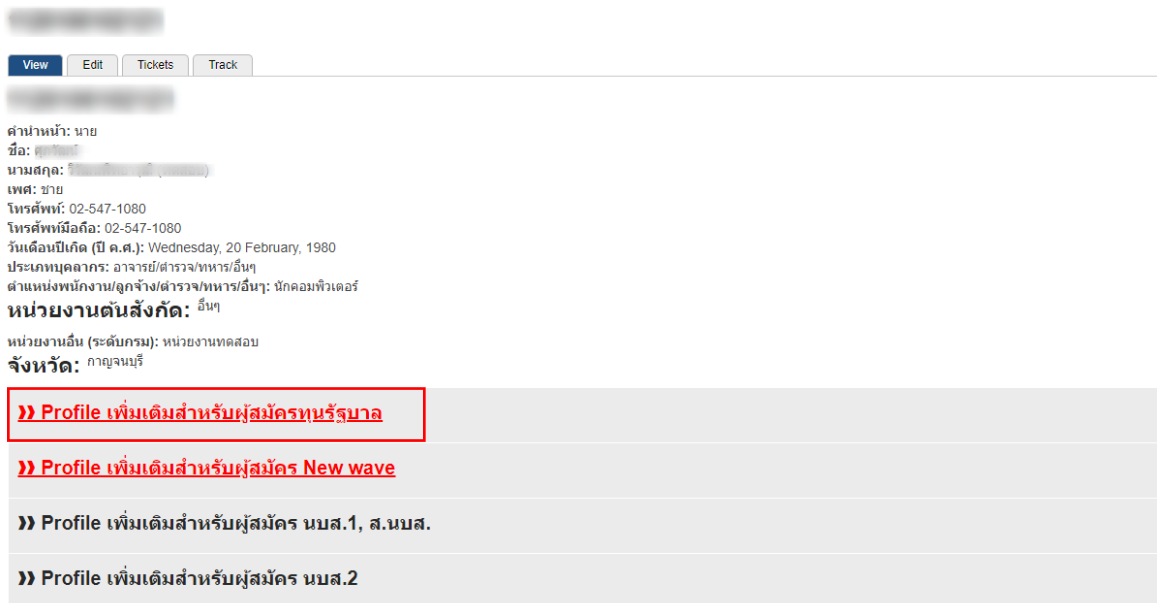 View Edit Tickets Track
คำนำหน้า: นาย
ชื่อ:
นามสกุล:
เพศ: ชาย
โทรศัพท์: 02-547-1080
โทรศัพท์มือถือ: 02-547-1080
วันเดือนปีเกิด (ปี ค.ศ.): Wednesday, 20 February, 1980
ประเภทบุคลากร: อาจารย์/ตำรวจ/ทหาร/อื่นๆ
ตำแหน่งพนักงาน/ลูกจ้าง/ตำรวจ/ทหาร/อื่นๆ: นักคอมพิวเตอร์
หน่วยงานต้นสังกัด: อื่นๆ
หน่วยงานอื่น (ระดับกรม): หน่วยงานทดสอบ
จังหวัด: กาญจนบุรี
⟫ Profile เพิ่มเติมสำหรับผู้สมัครทุนรัฐบาล
⟫ Profile เพิ่มเติมสำหรับผู้สมัคร New wave
⟫ Profile เพิ่มเติมสำหรับผู้สมัคร นบส.1, ส.นบส.
⟫ Profile เพิ่มเติมสำหรับผู้สมัคร นบส.2